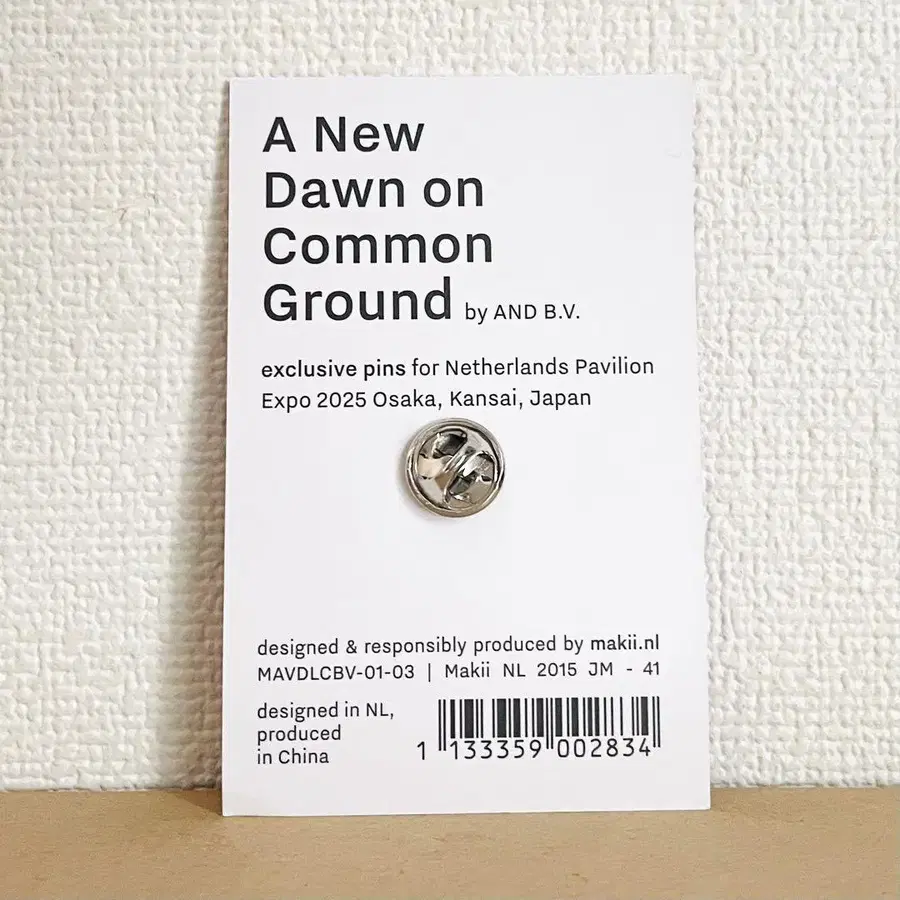 A New
Dawn on
Common
Ground by AND B.V.
exclusive pins for Netherlands Pavilion
Expo 2025 Osaka, Kansai, Japan
designed & responsibly produced by makii.nl
MAVDLCBV-01-03 | Makii NL 2015 JM - 41
designed in NL,
produced
in China
1 133359 002834